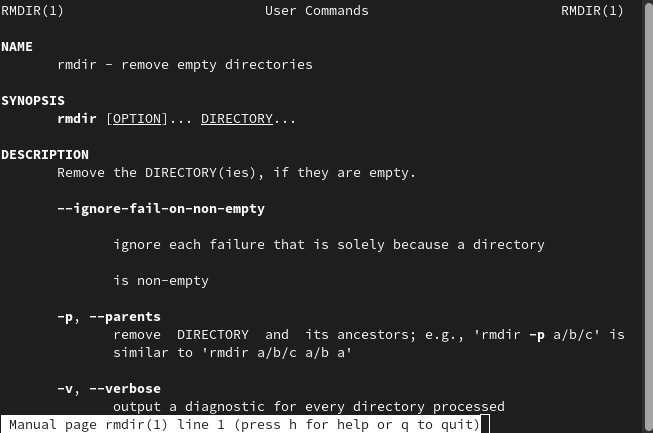 RMDIR(1) User Commands RMDIR(1)
NAME
rmdir - remove empty directories
SYNOPSIS
rmdir [OPTION]... DIRECTORY...
DESCRIPTION
Remove the DIRECTORY(ies), if they are empty.
--ignore-fail-on-non-empty
ignore each failure that is solely because a directory
is non-empty
-p, --parents
remove DIRECTORY and its ancestors; e.g., 'rmdir -p a/b/c' is
similar to 'rmdir a/b/c a/b a'
-v, --verbose
output a diagnostic for every directory processed
Manual page rmdir(1) line 1 (press h for help or q to quit)